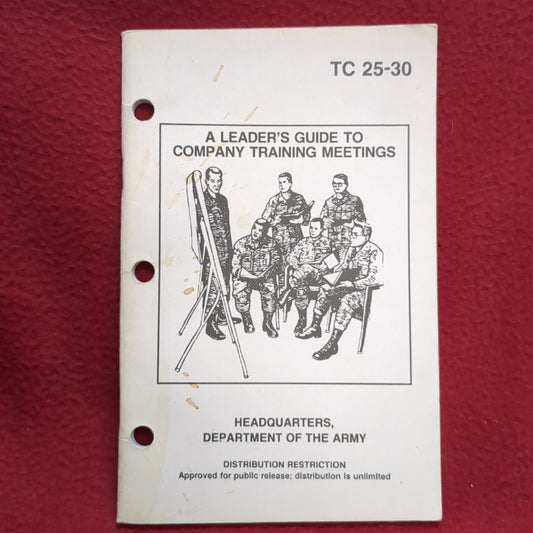 TC 25-30
A LEADER'S GUIDE TO
COMPANY TRAINING MEETINGS
HEADQUARTERS,
DEPARTMENT OF THE ARMY
DISTRIBUTION RESTRICTION
Approved for public release; distribution is unlimited